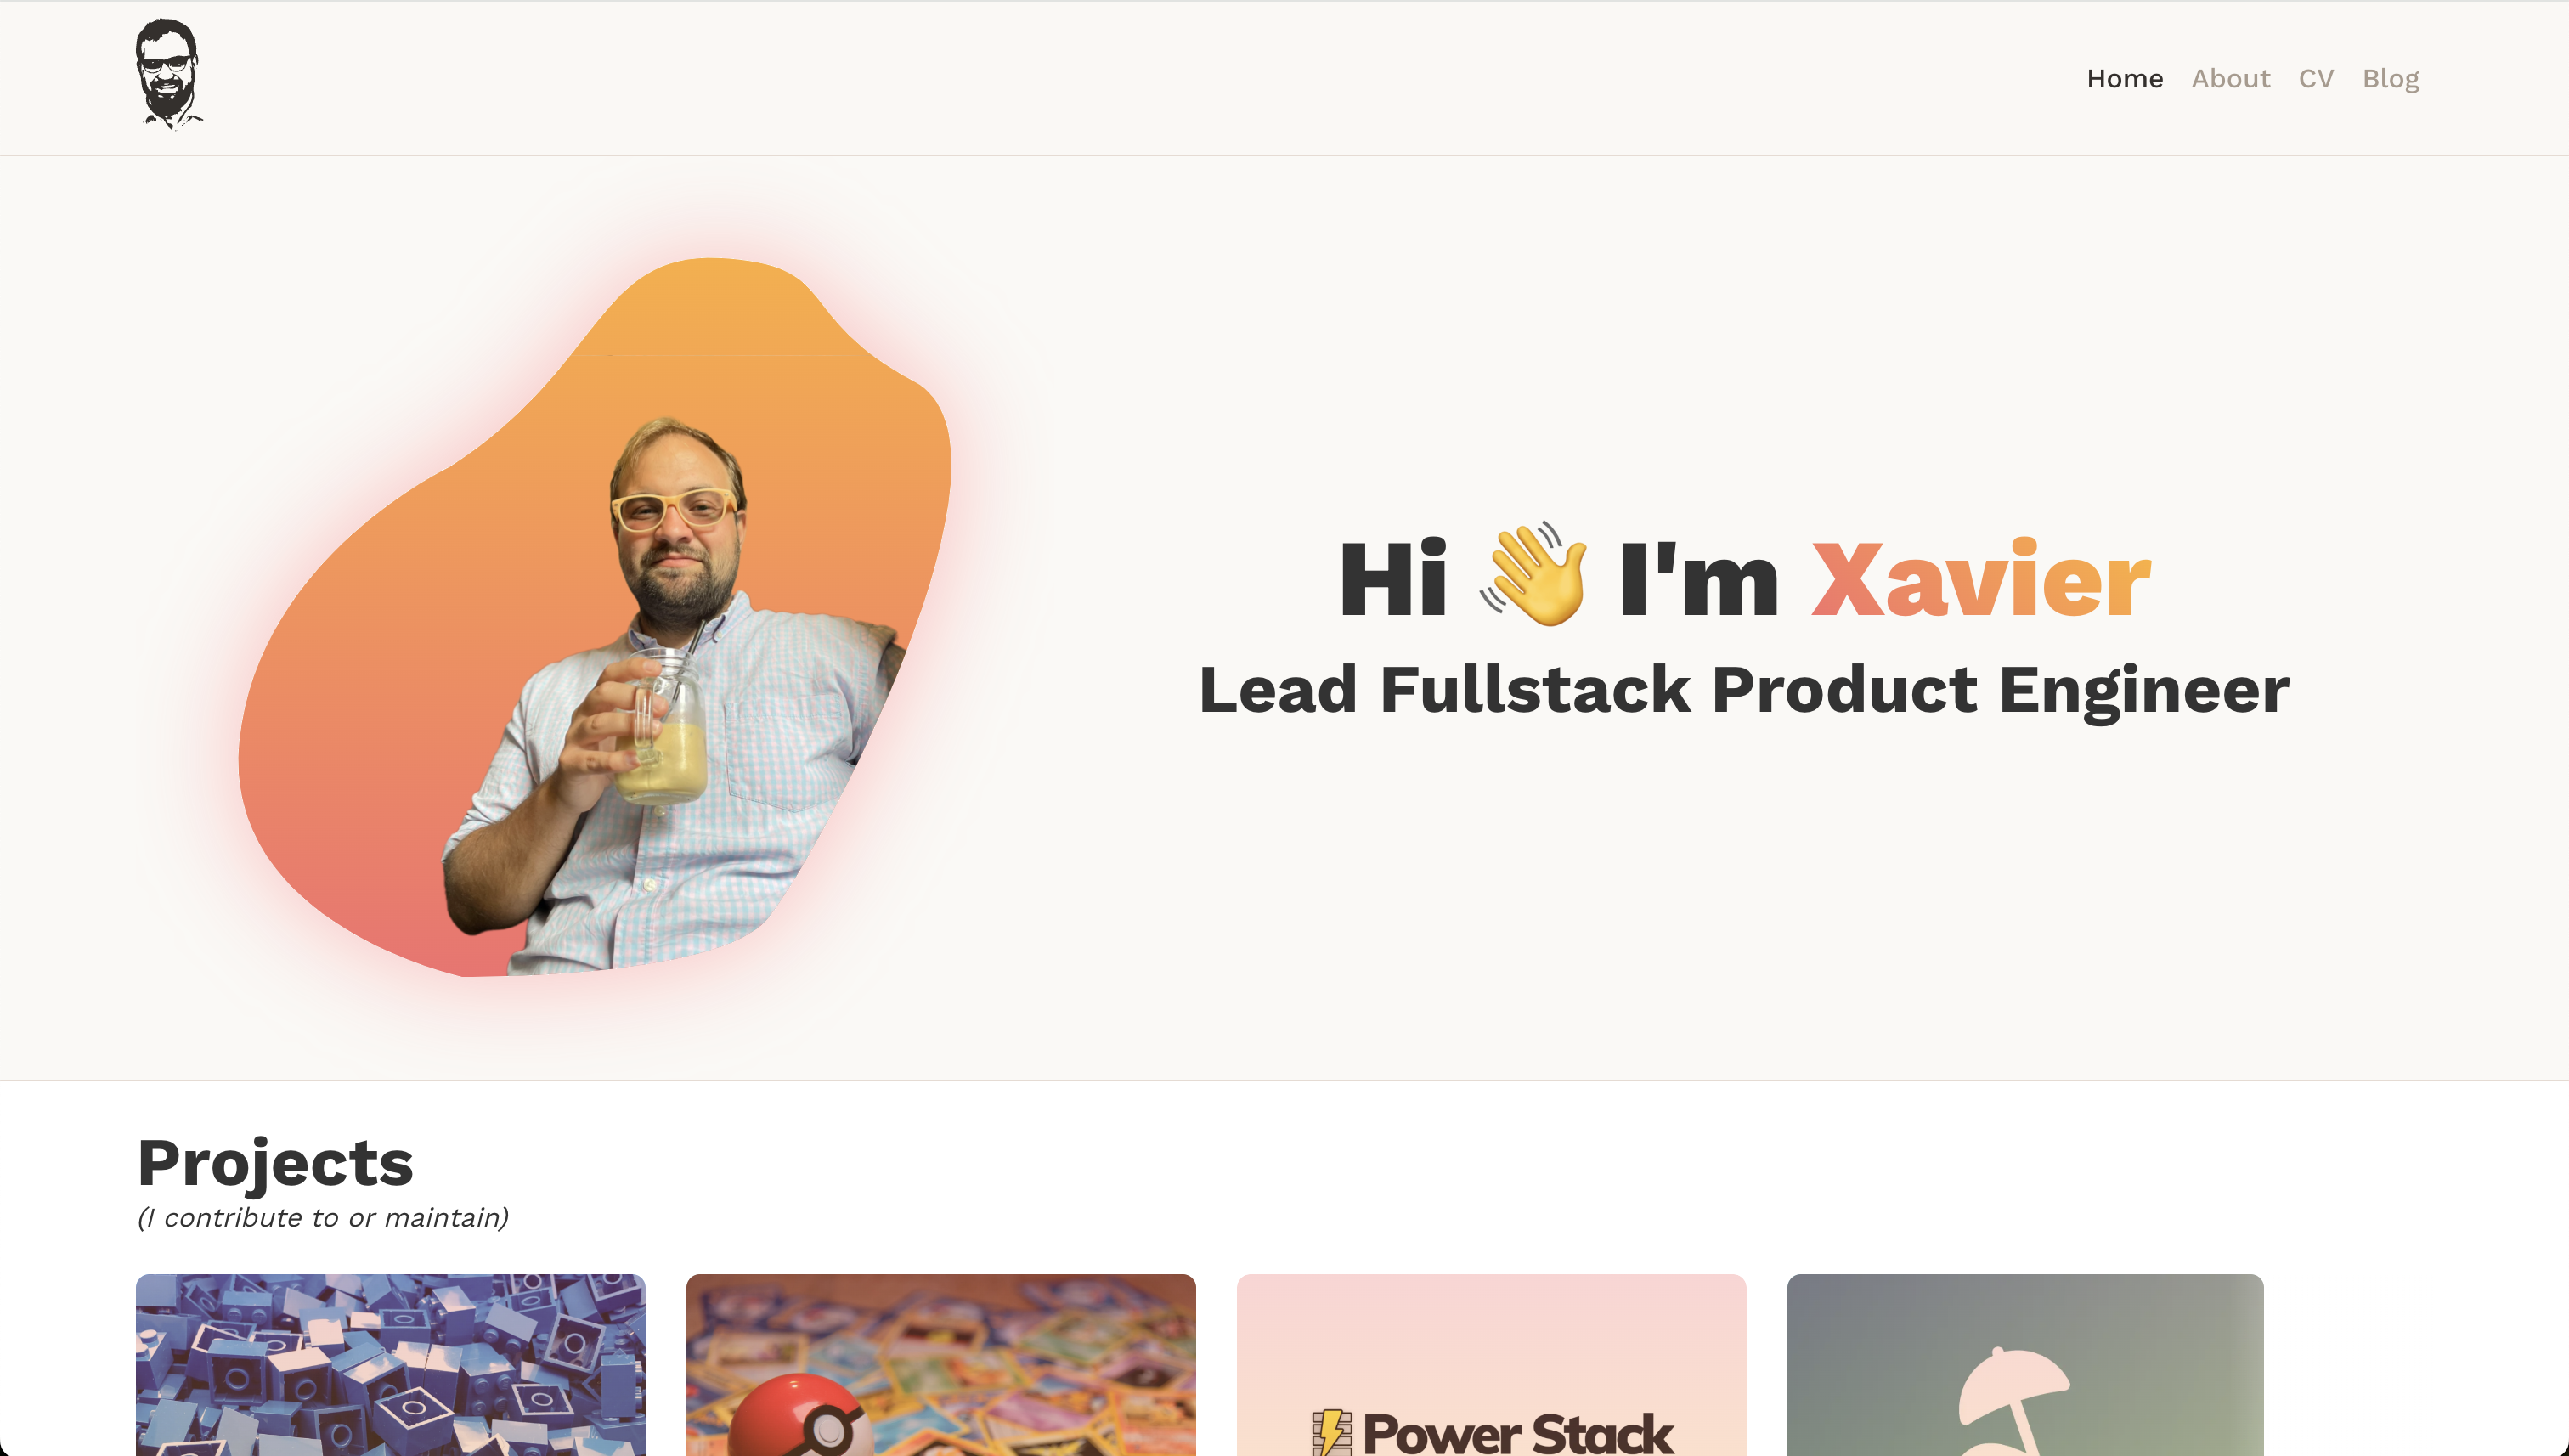 Home About CV Blog
Hi 👋 I'm Xavier
Lead Fullstack Product Engineer
Projects
(I contribute to or maintain)
Power Stack